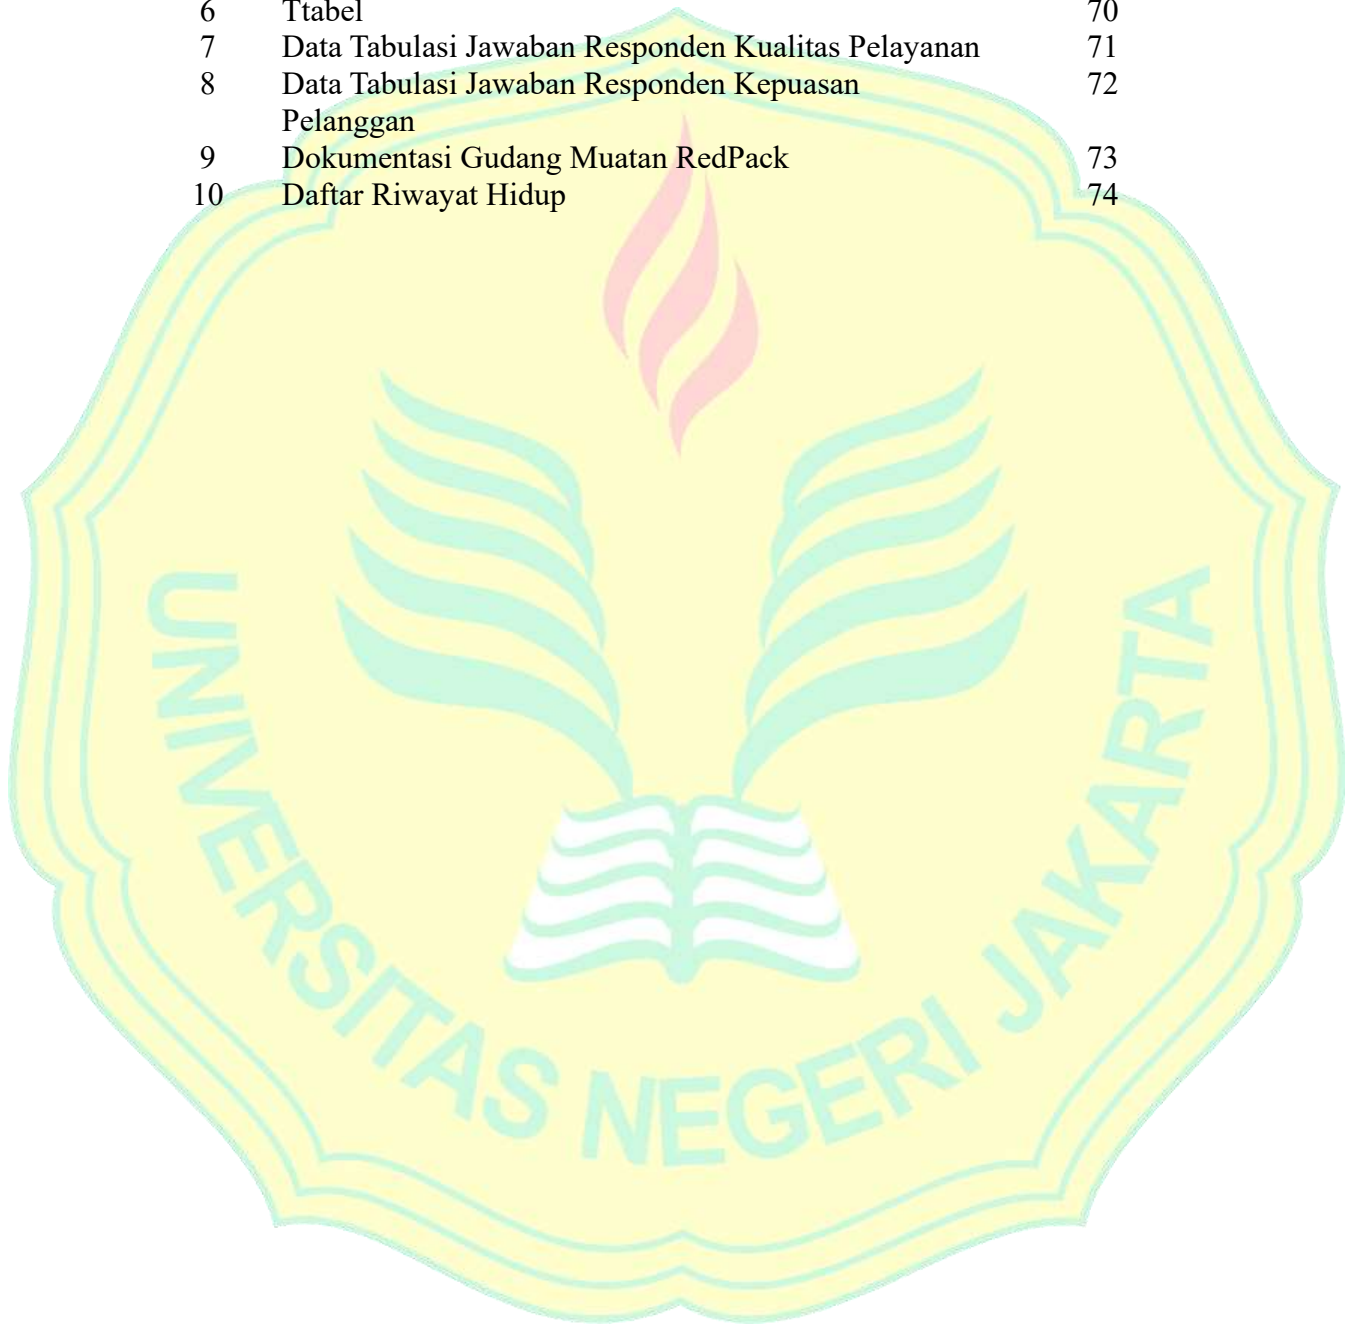 6 Ttabel 70
7 Data Tabulasi Jawaban Responden Kualitas Pelayanan 71
8 Data Tabulasi Jawaban Responden Kepuasan 72
Pelanggan
9 Dokumentasi Gudang Muatan RedPack 73
10 Daftar Riwayat Hidup 74
UNIVERSITAS NEGERI JAKARTA